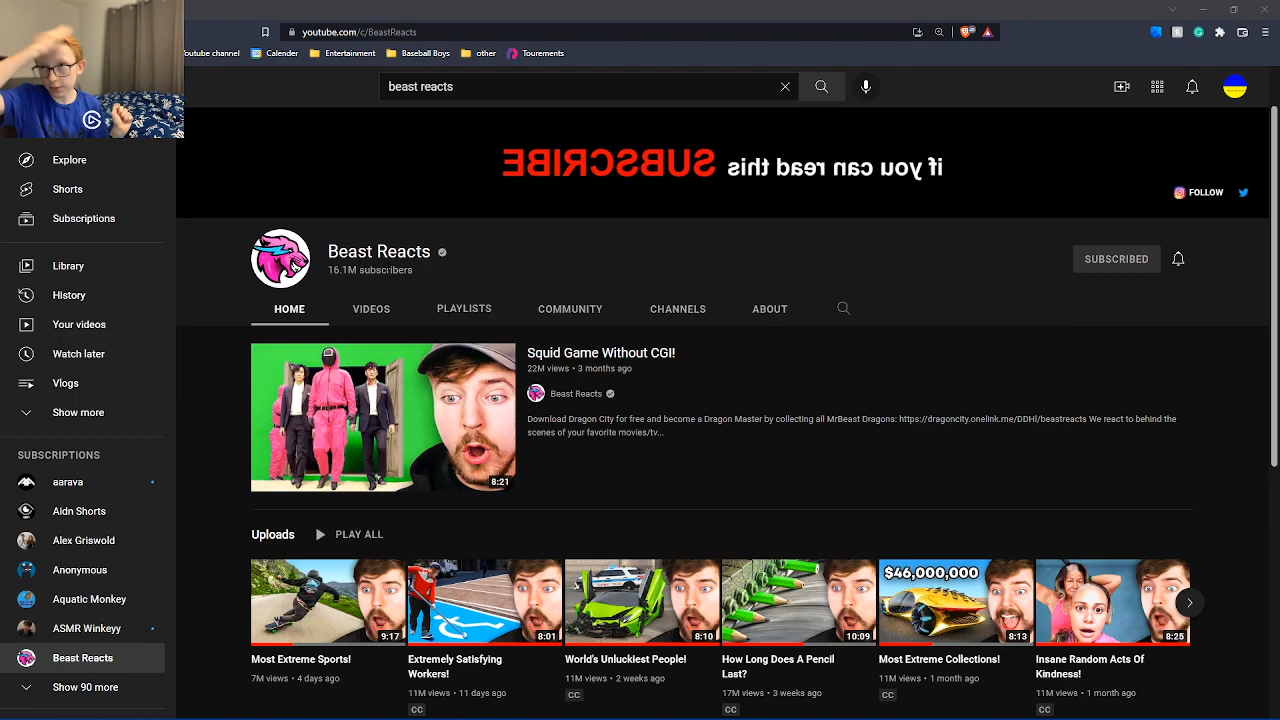 youtube.com/c/BeastReacts
outube channel
Calender
Entertainment
Baseball Boys
other
Tourements
beast reacts
if you can read this SUBSCRIBE
FOLLOW
Explore
Shorts
Subscriptions
Library
History
Your videos
Watch later
Vlogs
Show more
SUBSCRIPTIONS
aarava
Aldn Shorts
Alex Griswold
Anonymous
Aquatic Monkey
ASMR Winkeyy
Beast Reacts
Show 90 more
Beast Reacts
16.1M subscribers
SUBSCRIBED
HOME
VIDEOS
PLAYLISTS
COMMUNITY
CHANNELS
ABOUT
8:21
Squid Game Without CGI!
22M views • 3 months ago
Beast Reacts
Download Dragon City for free and become a Dragon Master by collecting all MrBeast Dragons: https://dragoncity.onelink.me/DDHl/beastreacts We react to behind the
scenes of your favorite movies/tv...
Uploads
PLAY ALL
9:17
Most Extreme Sports!
7M views • 4 days ago
8:01
Extremely Satisfying
Workers!
11M views • 11 days ago
CC
8:10
World's Unluckiest People!
11M views • 2 weeks ago
CC
10:09
How Long Does A Pencil
Last?
17M views • 3 weeks ago
CC
$46,000,000
8:13
Most Extreme Collections!
11M views • 1 month ago
CC
8:25
Insane Random Acts Of
Kindness!
11M views • 1 month ago
CC